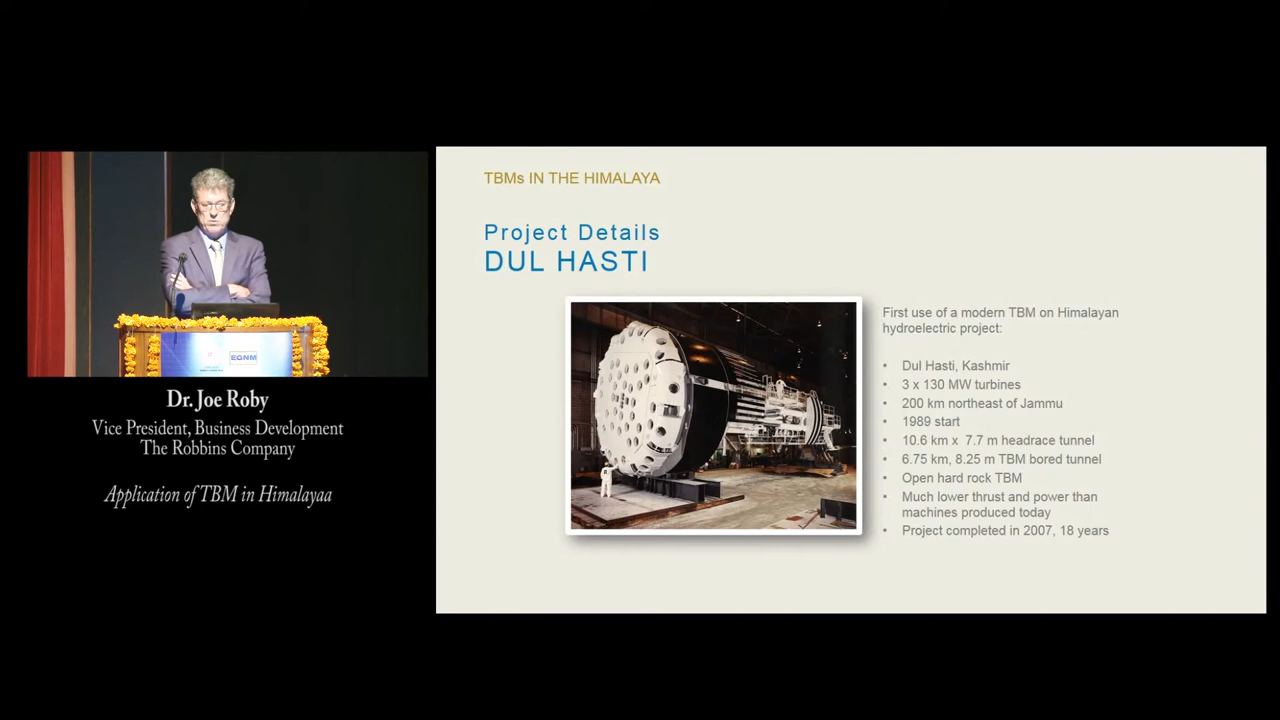 TBMs IN THE HIMALAYA
Project Details
DUL HASTI
First use of a modern TBM on Himalayan
hydroelectric project:
• Dul Hasti, Kashmir
• 3 x 130 MW turbines
• 200 km northeast of Jammu
• 1989 start
• 10.6 km x 7.7 m headrace tunnel
• 6.75 km, 8.25 m TBM bored tunnel
• Open hard rock TBM
• Much lower thrust and power than
machines produced today
• Project completed in 2007, 18 years
EGNM
Dr. Joe Roby
Vice President, Business Development
The Robbins Company
Application of TBM in Himalayaa